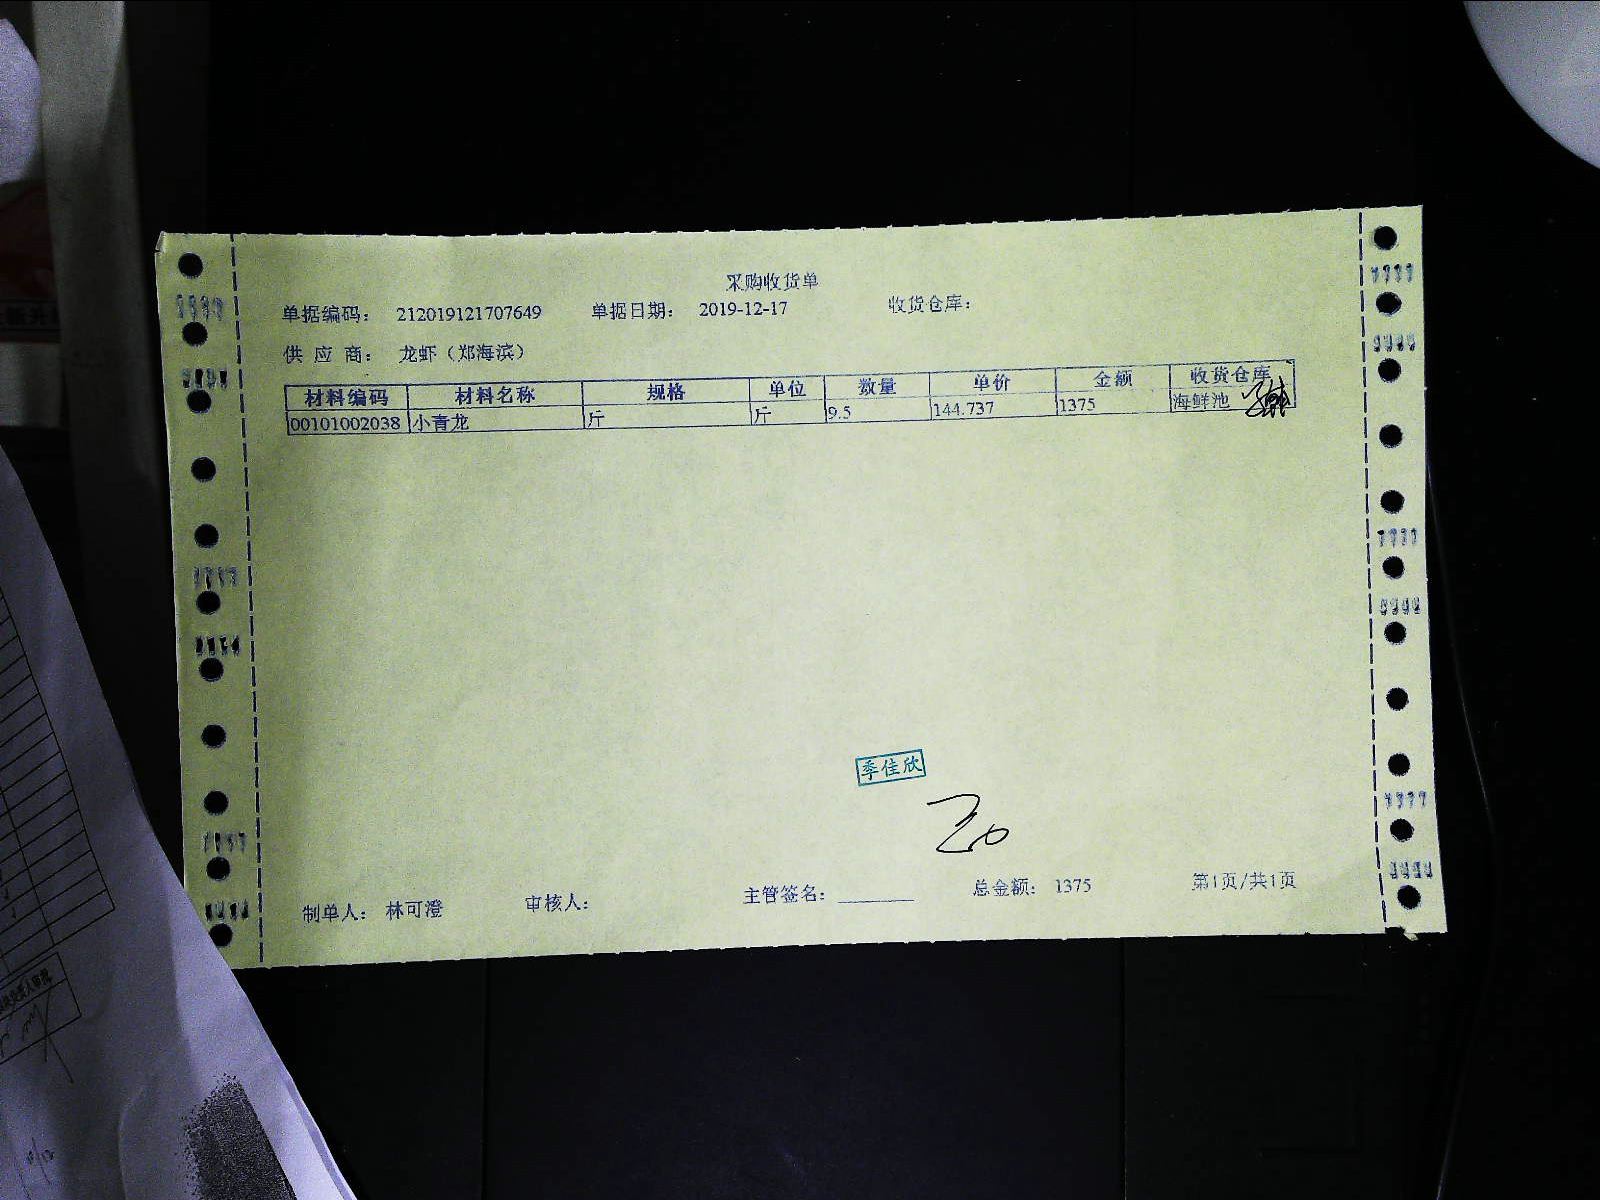 采购收货单
单据编码： 212019121707649 单据日期： 2019-12-17 收货仓库：
供 应 商： 龙虾（郑海滨）
材料编码 材料名称 规格 单位 数量 单价 金额 收货仓库
00101002038 小青龙 斤 斤 9.5 144.737 1375 海鲜池
季佳欣
制单人： 林可澄 审核人： 主管签名： 总金额： 1375 第1页/共1页